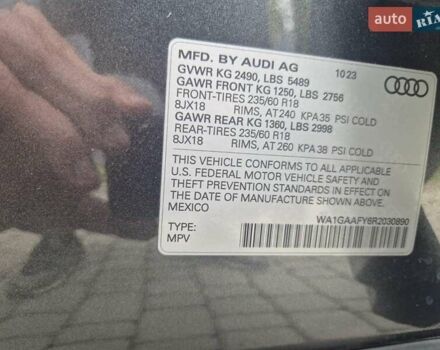 auto RIA
MFD. BY AUDI AG 10 23
GVWR KG 2490, LBS 5489
GAWR FRONT KG 1250, LBS 2756
FRONT-TIRES 235/60 R18
8JX18 RIMS, AT 240 KPA 35 PSI COLD
GAWR REAR KG 1360, LBS 2998
REAR-TIRES 235/60 R18
8JX18 RIMS, AT 260 KPA 38 PSI COLD
THIS VEHICLE CONFORMS TO ALL APPLICABLE
U.S. FEDERAL MOTOR VEHICLE SAFETY AND
THEFT PREVENTION STANDARDS IN EFFECT ON
THE DATE OF MANUFACTURE SHOWN ABOVE.
MEXICO
WA1GAAFY6R2030890
TYPE:
MPV